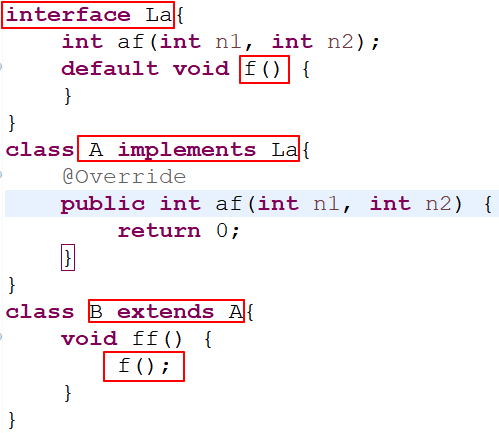 interface La{
    int af(int n1, int n2);
    default void f() {
    }
}
class A implements La{
    @Override
    public int af(int n1, int n2) {
        return 0;
    }
}
class B extends A{
    void ff() {
        f();
    }
}